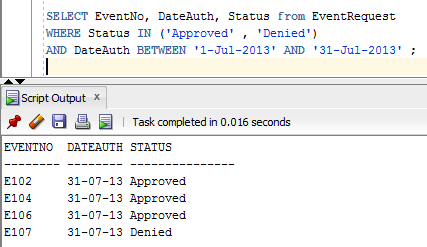 SELECT EventNo, DateAuth, Status from EventRequest
WHERE Status IN ('Approved' , 'Denied')
AND DateAuth BETWEEN '1-Jul-2013' AND '31-Jul-2013' ;
Script Output x
Task completed in 0.016 seconds
EVENTNO DATEAUTH STATUS
-------- -------- ---------------
E102 31-07-13 Approved
E104 31-07-13 Approved
E106 31-07-13 Approved
E107 31-07-13 Denied